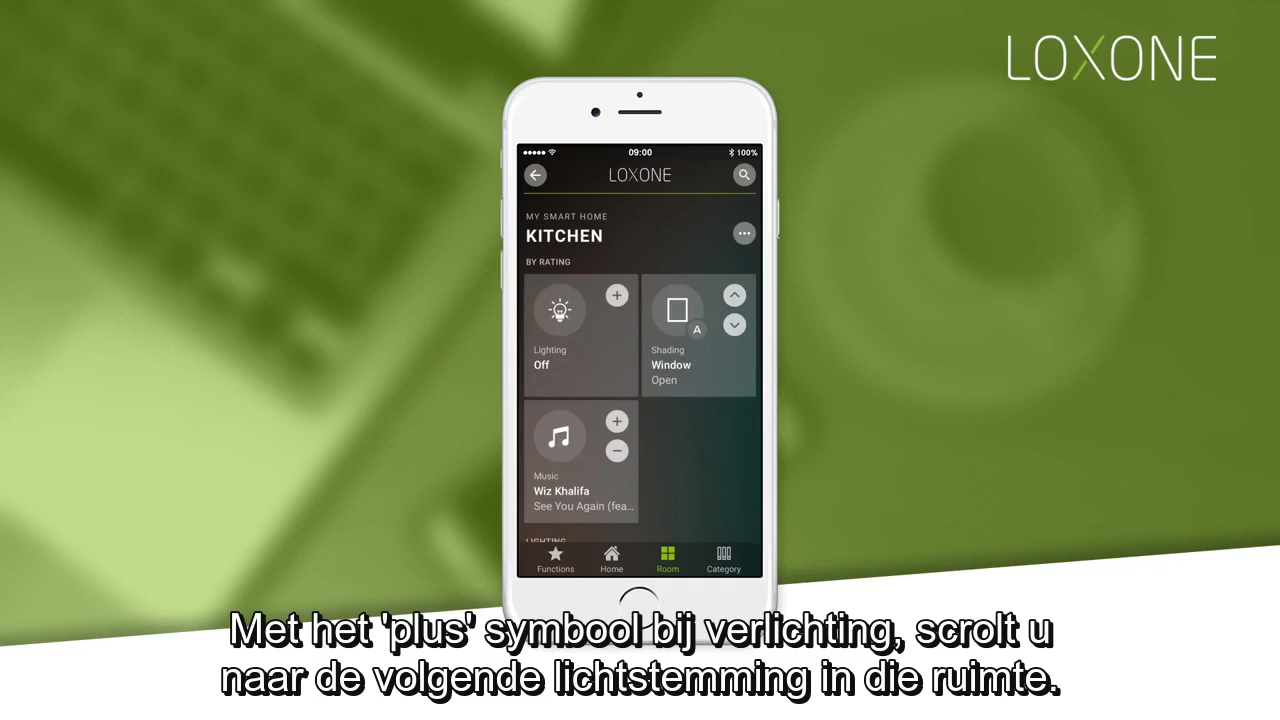 LOXONE
09:00
100%
LOXONE
MY SMART HOME
KITCHEN
BY RATING
Lighting
Off
A
Shading
Window
Open
Music
Wiz Khalifa
See You Again (fea...
LIGHTING
Functions
Home
Room
Category
Met het 'plus' symbool bij verlichting, scrolt u
naar de volgende lichtstemming in die ruimte.